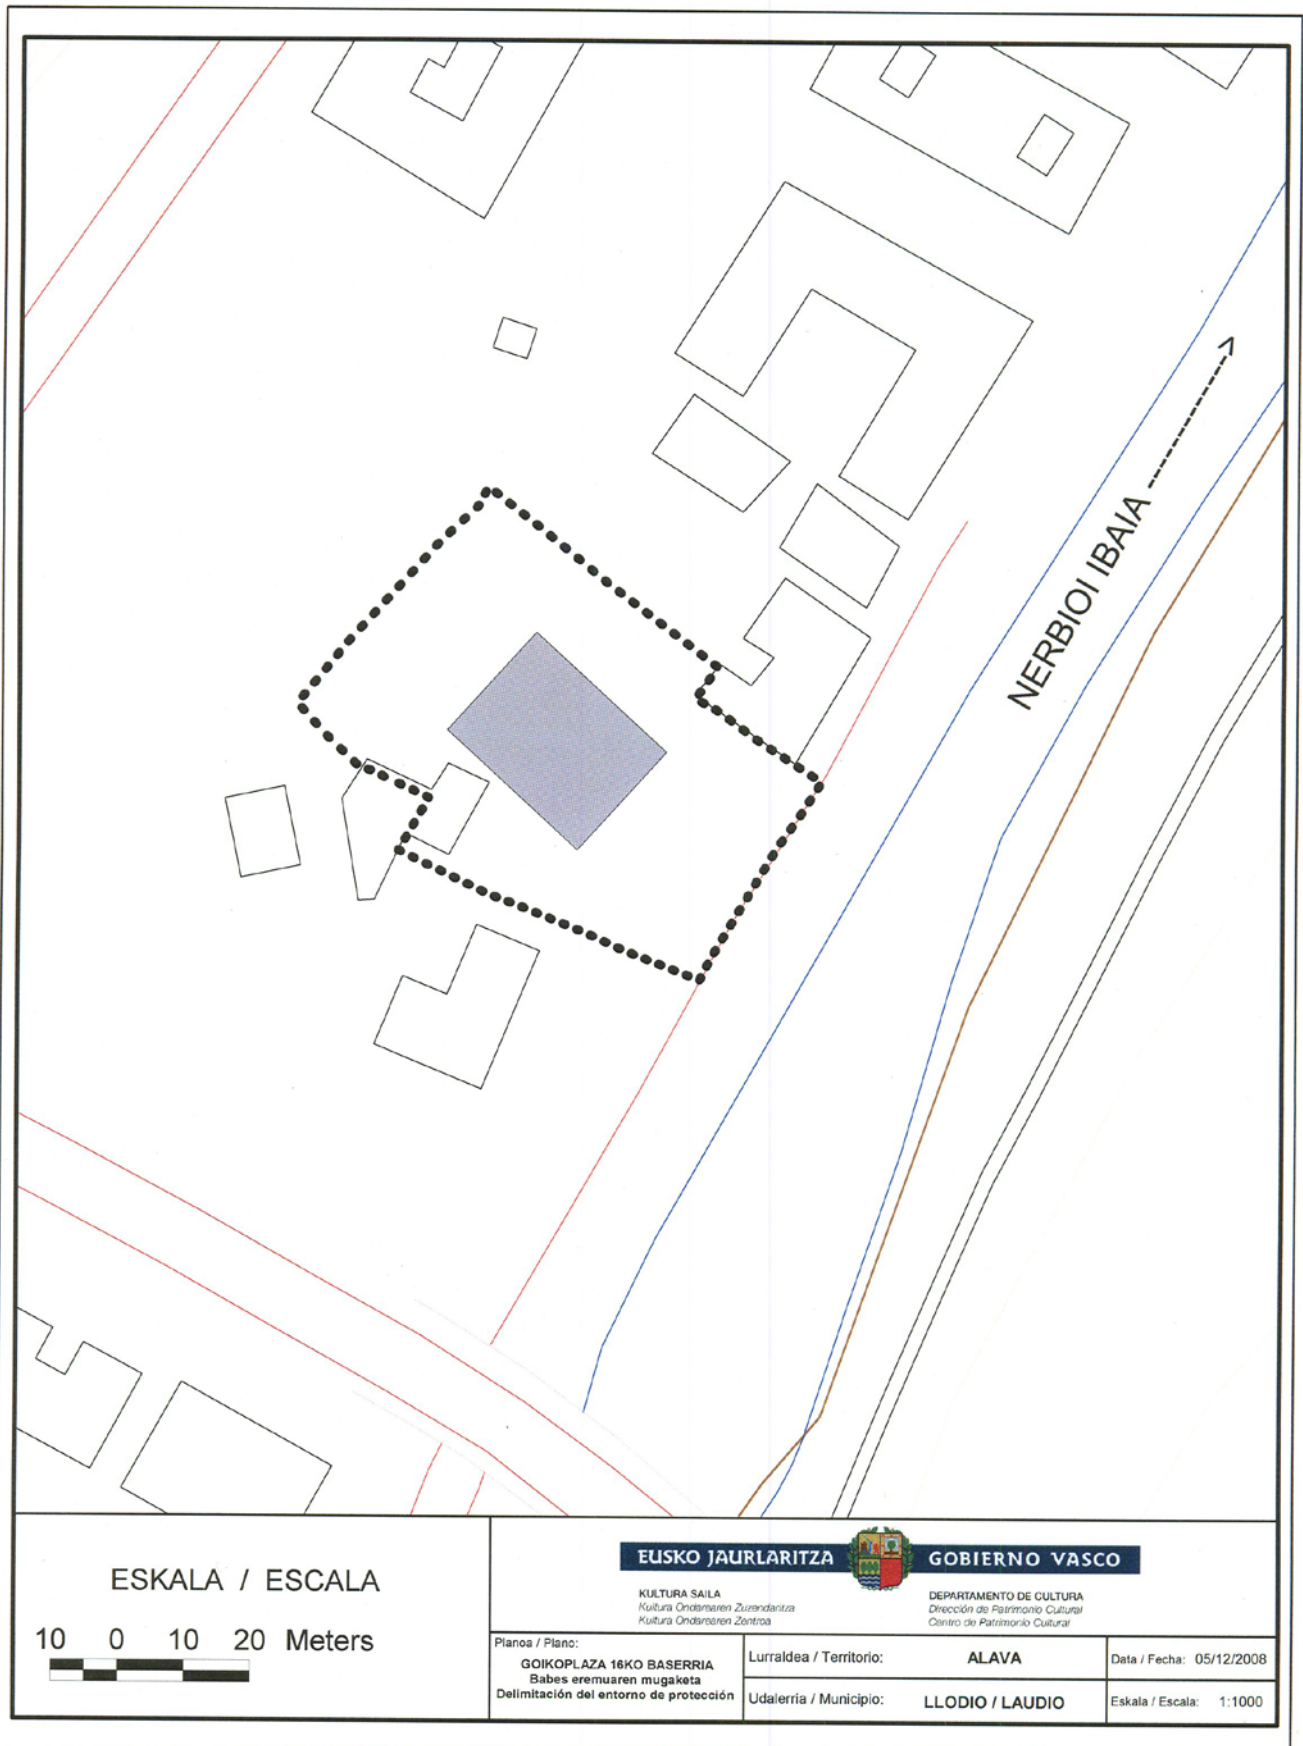 NERBIOI IBAIA
ESKALA / ESCALA
10 0 10 20 Meters
EUSKO JAURLARITZA GOBIERNO VASCO
KULTURA SAILA
Kultura Ondarearen Zuzendaritza
Kultura Ondarearen Zentroa
DEPARTAMENTO DE CULTURA
Dirección de Patrimonio Cultural
Centro de Patrimonio Cultural
Planoa / Plano:
GOIKOPLAZA 16KO BASERRIA
Babes eremuaren mugaketa
Delimitación del entorno de protección
Lurraldea / Territorio: ALAVA
Data / Fecha: 05/12/2008
Udalerria / Municipio: LLODIO / LAUDIO
Eskala / Escala: 1:1000